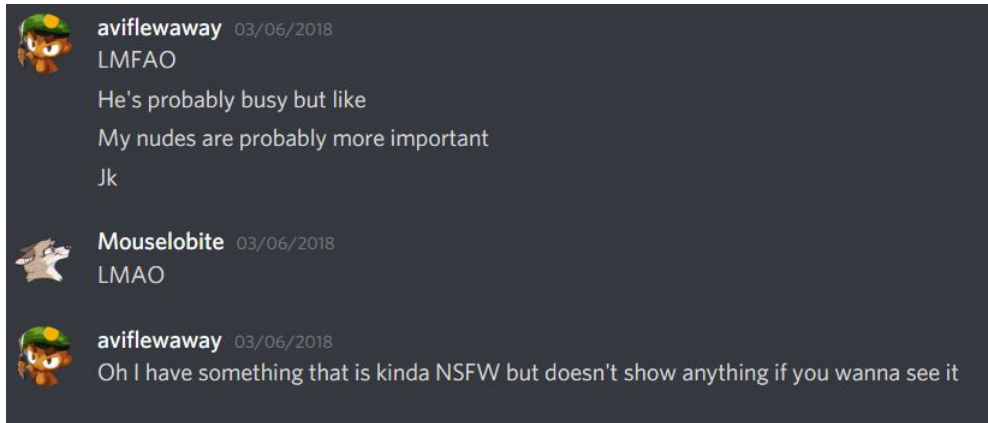 aviflewaway 03/06/2018
LMFAO
He's probably busy but like
My nudes are probably more important
Jk
Mouselobite 03/06/2018
LMAO
aviflewaway 03/06/2018
Oh I have something that is kinda NSFW but doesn't show anything if you wanna see it